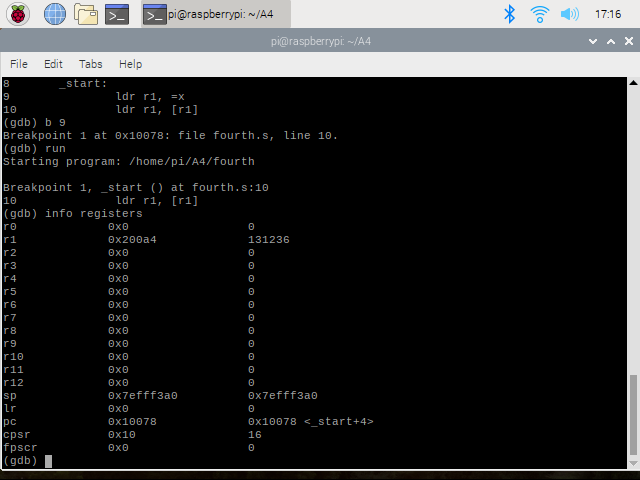 pi@raspberrypi: ~/A4
17:16
pi@raspberrypi: ~/A4
File Edit Tabs Help
8 _start:
9 ldr r1, =x
10 ldr r1, [r1]
(gdb) b 9
Breakpoint 1 at 0x10078: file fourth.s, line 10.
(gdb) run
Starting program: /home/pi/A4/fourth
Breakpoint 1, _start () at fourth.s:10
10 ldr r1, [r1]
(gdb) info registers
r0 0x0 0
r1 0x200a4 131236
r2 0x0 0
r3 0x0 0
r4 0x0 0
r5 0x0 0
r6 0x0 0
r7 0x0 0
r8 0x0 0
r9 0x0 0
r10 0x0 0
r11 0x0 0
r12 0x0 0
sp 0x7efff3a0 0x7efff3a0
lr 0x0 0
pc 0x10078 0x10078 <_start+4>
cpsr 0x10 16
fpscr 0x0 0
(gdb)